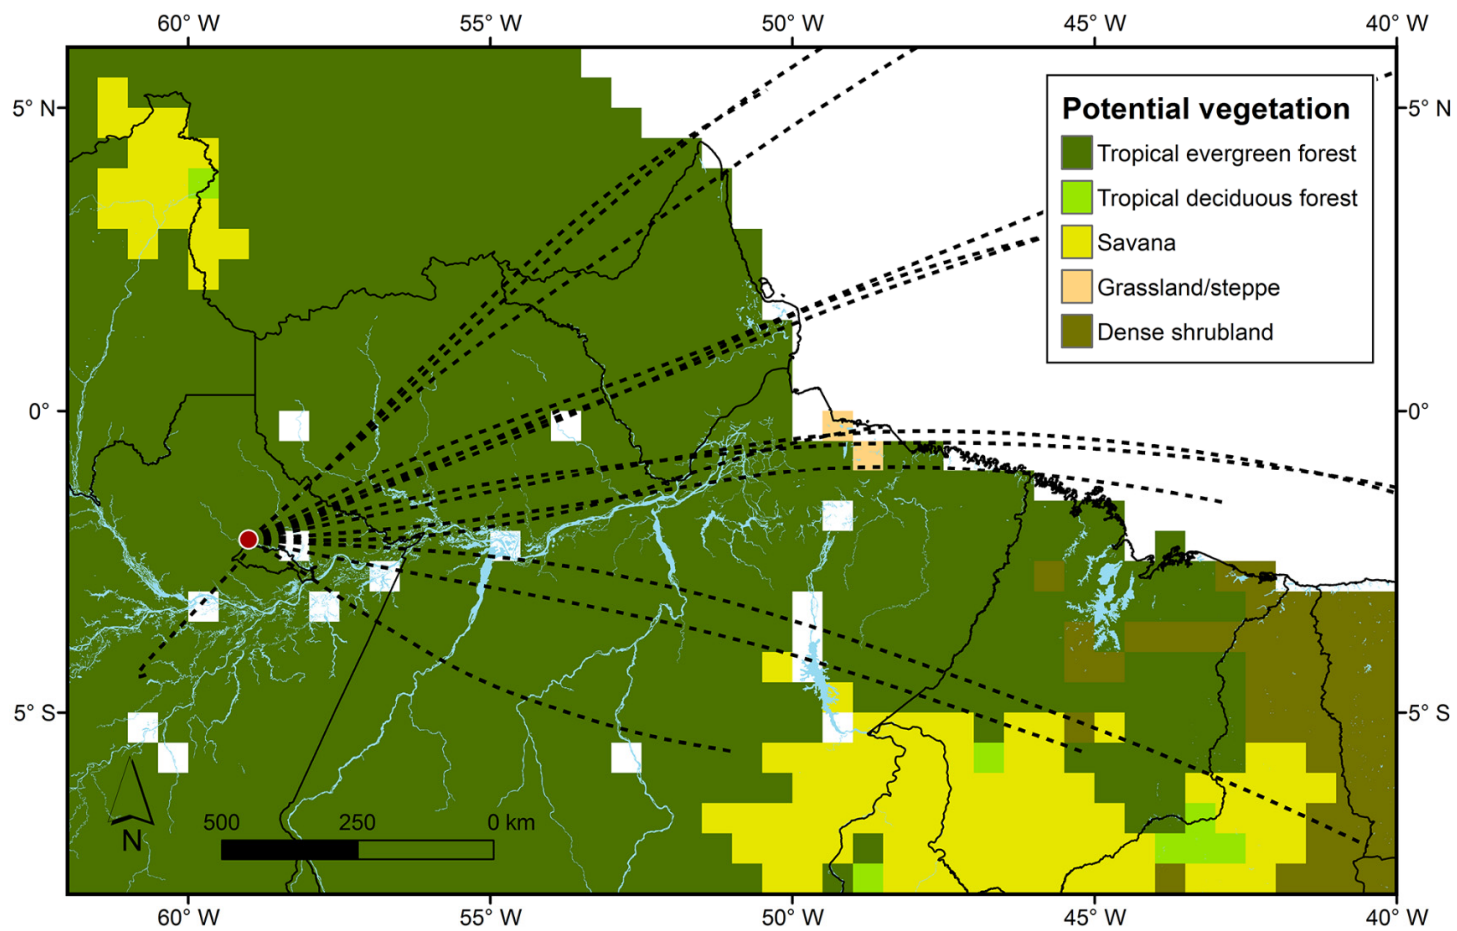 60° W 55° W 50° W 45° W 40° W
5° N 5° N
Potential vegetation
Tropical evergreen forest
Tropical deciduous forest
Savana
Grassland/steppe
Dense shrubland
0° 0°
5° S 5° S
500 250 0 km
N
60° W 55° W 50° W 45° W 40° W